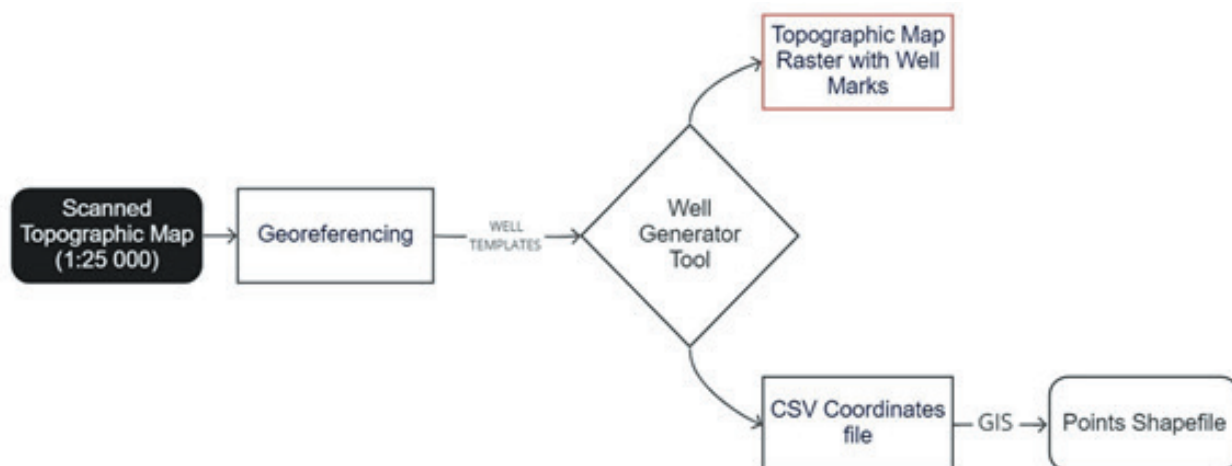 Topographic Map
Raster with Well
Marks
Scanned
Topographic Map
(1:25 000)
Georeferencing
WELL
TEMPLATES
Well
Generator
Tool
CSV Coordinates
file
GIS
Points Shapefile